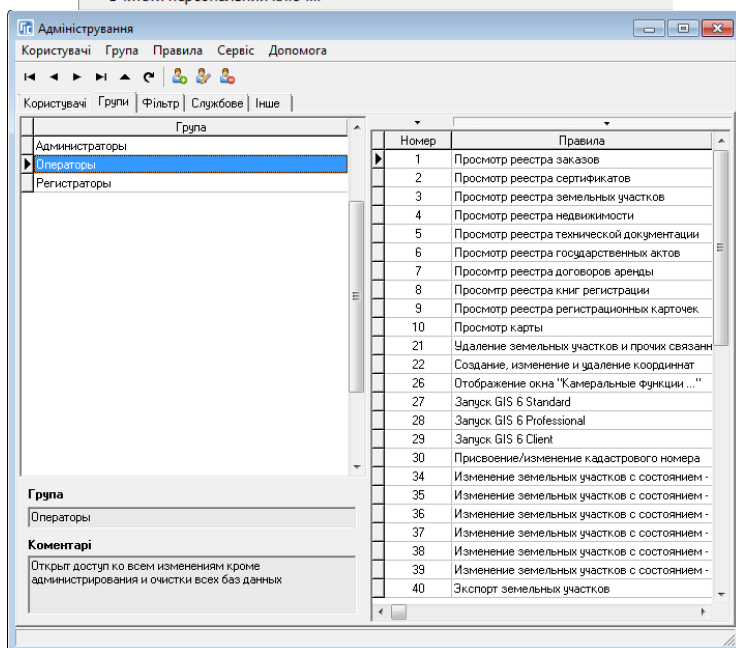 Адміністрування
Користувачі Група Правила Сервіс Допомога
Користувачі Групи Фільтр Службове Інше
Група
Администраторы
Операторы
Регистраторы
Група
Операторы
Коментарі
Открыт доступ ко всем изменениям кроме
администрирования и очистки всех баз данных
Номер Правила
1 Просмотр реестра заказов
2 Просмотр реестра сертификатов
3 Просмотр реестра земельных участков
4 Просмотр реестра недвижимости
5 Просмотр реестра технической документации
6 Просмотр реестра государственных актов
7 Просомтр реестра договоров аренды
8 Просомтр реестра книг регистрации
9 Просмотр реестра регистрационных карточек
10 Просмотр карты
21 Удаление земельных участков и прочих связанн
22 Создание, изменение и удаление координнат
26 Отображение окна "Камеральные функции ..."
27 Запуск GIS 6 Standard
28 Запуск GIS 6 Professional
29 Запуск GIS 6 Client
30 Присвоение/изменение кадастрового номера
34 Изменение земельных участков с состоянием -
35 Изменение земельных участков с состоянием -
36 Изменение земельных участков с состоянием -
37 Изменение земельных участков с состоянием -
38 Изменение земельных участков с состоянием -
39 Изменение земельных участков с состоянием -
40 Экспорт земельных участков